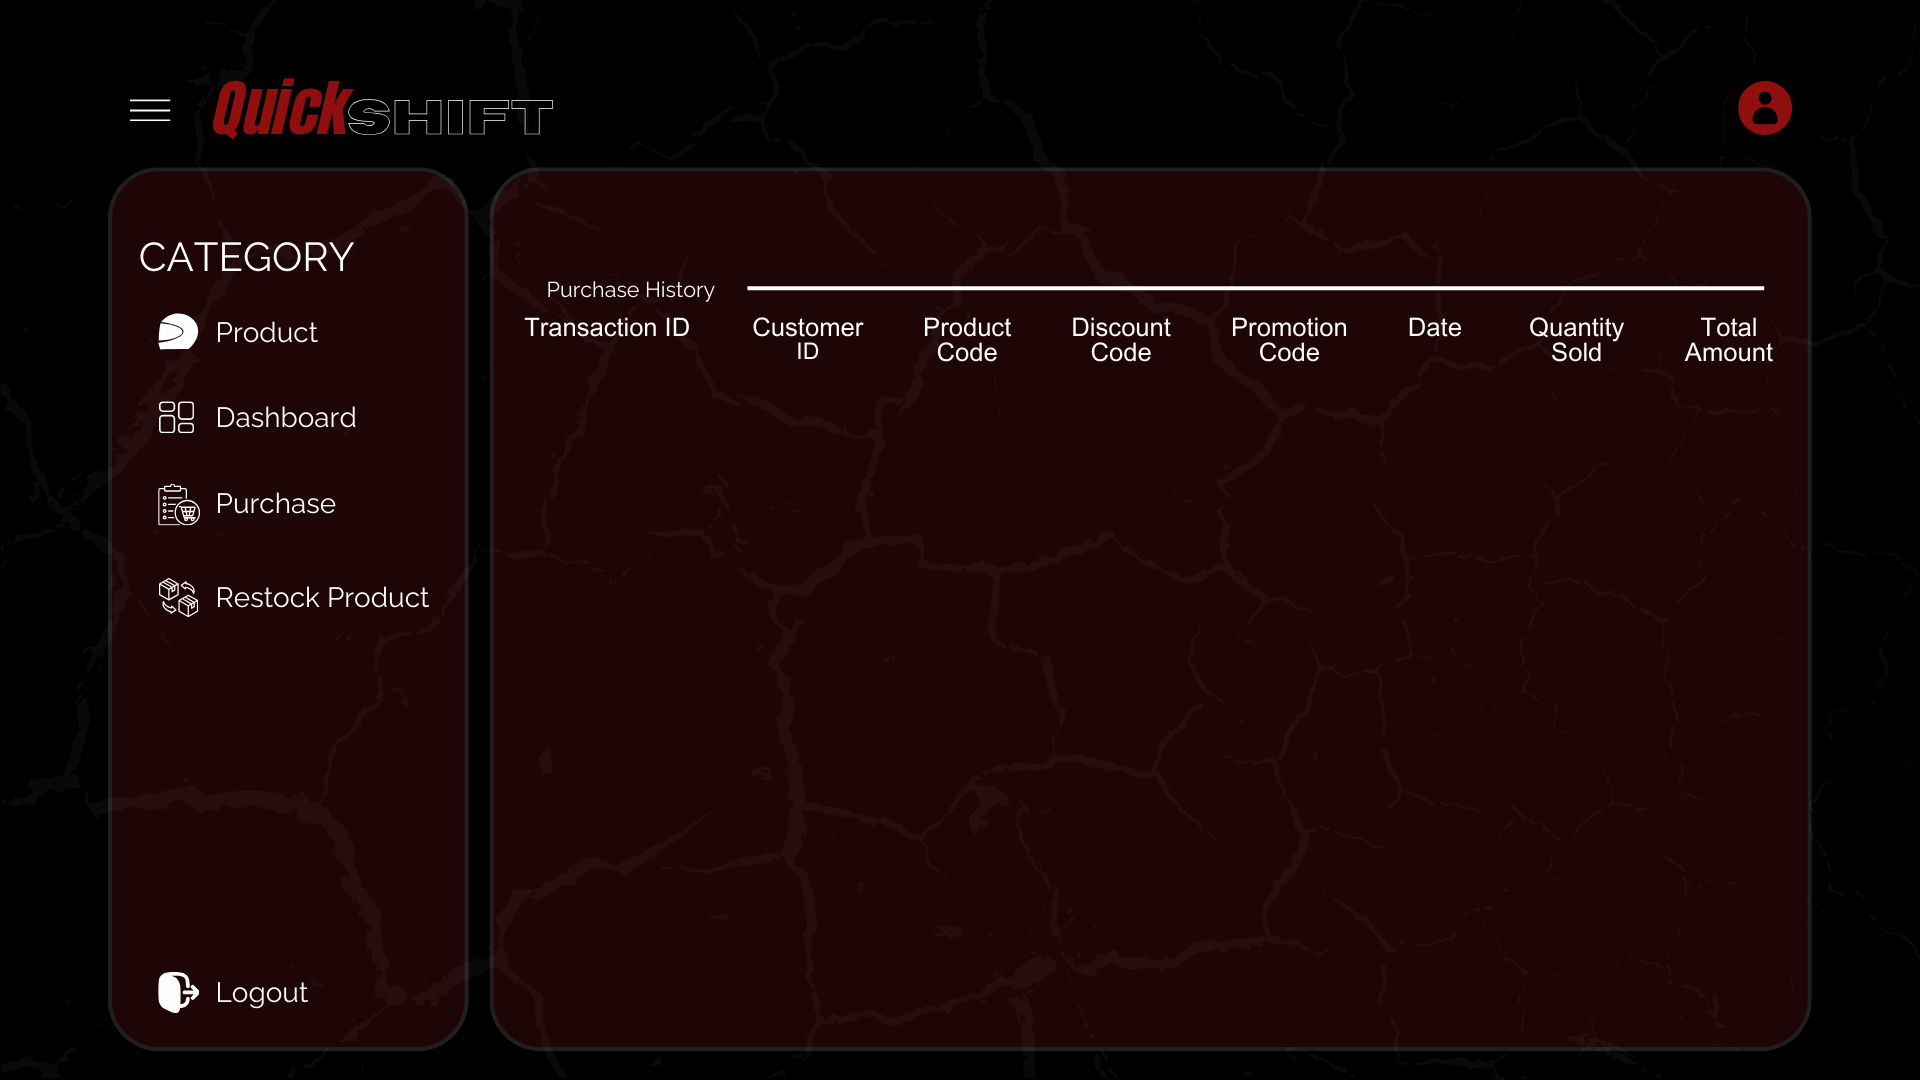 QuickSHIFT
CATEGORY
Product
Dashboard
Purchase
Restock Product
Logout
Purchase History
Transaction ID
Customer
ID
Product
Code
Discount
Code
Promotion
Code
Date
Quantity
Sold
Total
Amount